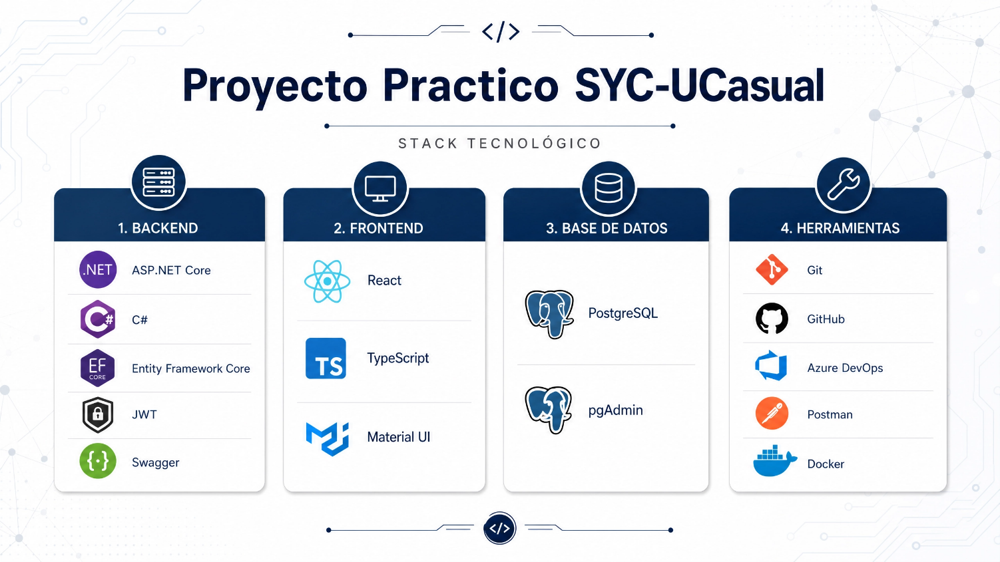 </>
Proyecto Practico SYC-UCasual
STACK TECNOLÓGICO
1. BACKEND
.NET ASP.NET Core
C# C#
EF CORE Entity Framework Core
JWT
{·} Swagger
2. FRONTEND
React
TS TypeScript
Material UI
3. BASE DE DATOS
PostgreSQL
pgAdmin
4. HERRAMIENTAS
Git
GitHub
Azure DevOps
Postman
Docker
</>